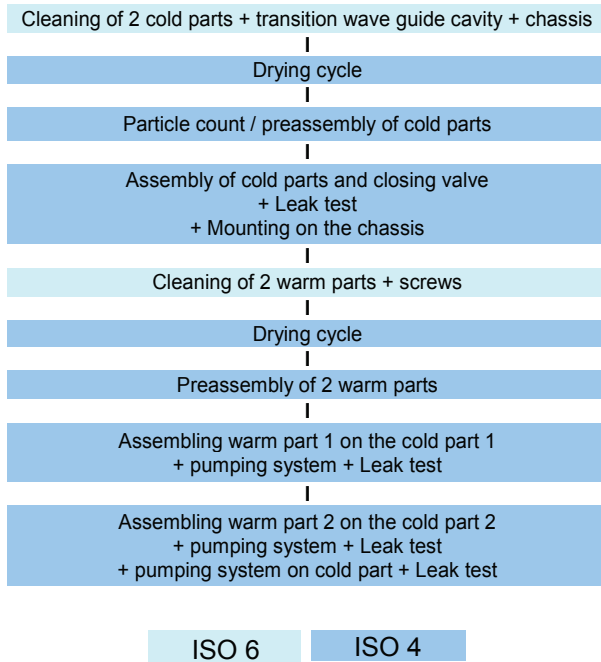 Cleaning of 2 cold parts + transition wave guide cavity + chassis
Drying cycle
Particle count / preassembly of cold parts
Assembly of cold parts and closing valve
+ Leak test
+ Mounting on the chassis
Cleaning of 2 warm parts + screws
Drying cycle
Preassembly of 2 warm parts
Assembling warm part 1 on the cold part 1
+ pumping system + Leak test
Assembling warm part 2 on the cold part 2
+ pumping system + Leak test
+ pumping system on cold part + Leak test
ISO 6
ISO 4